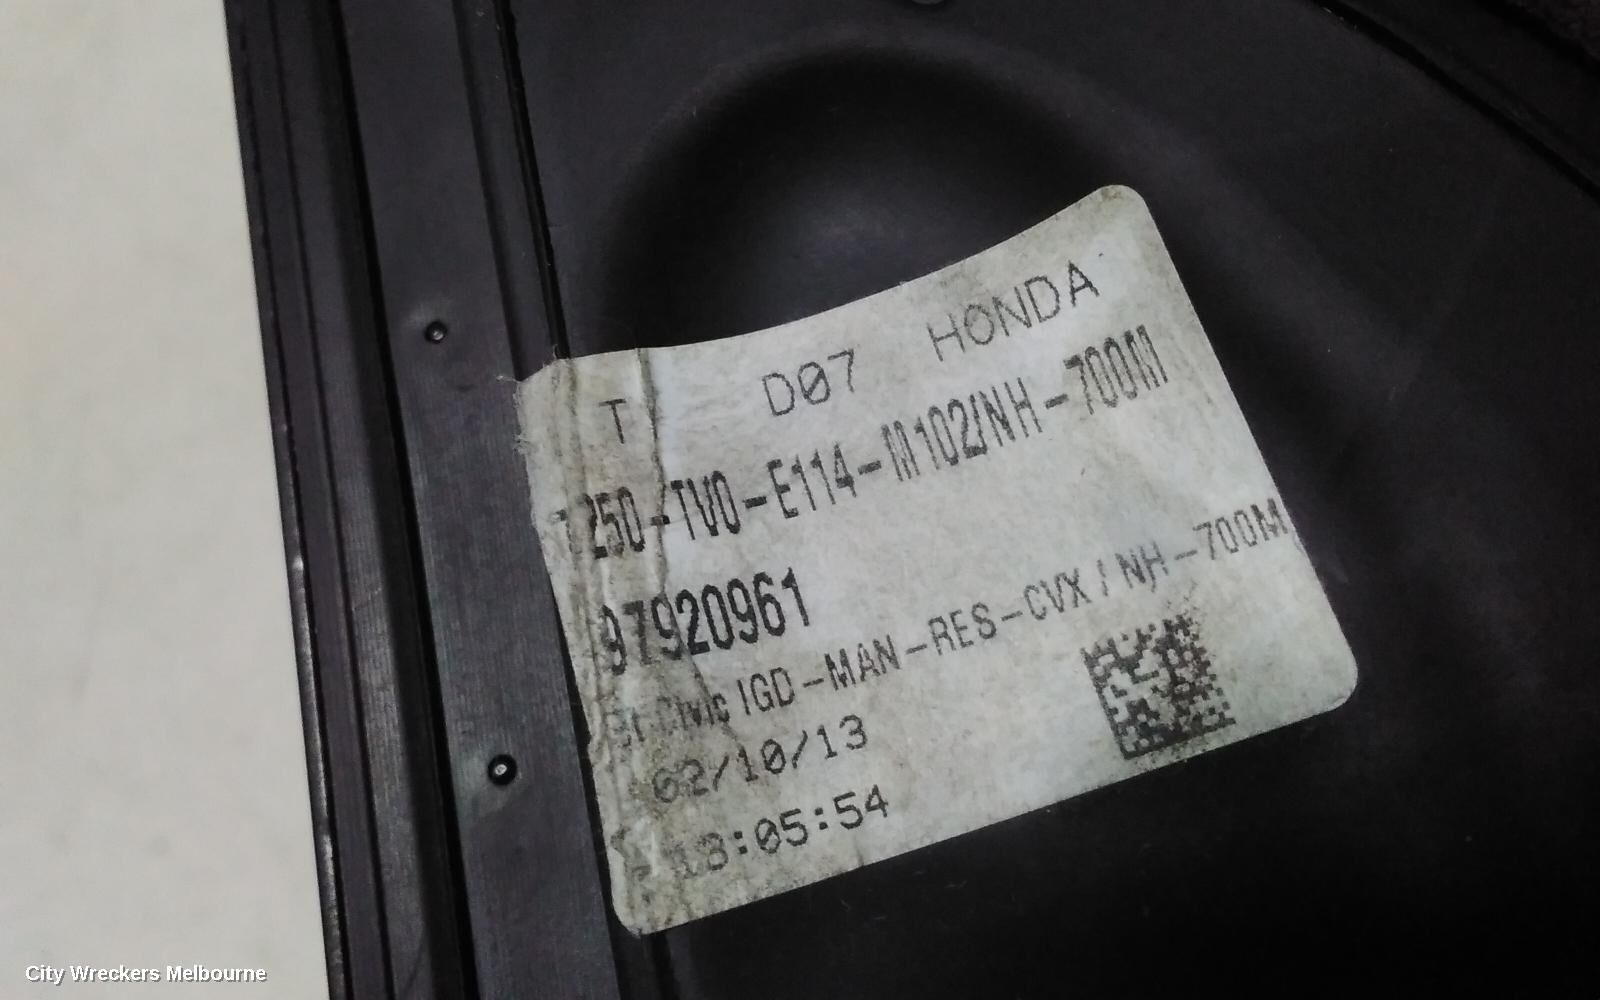 T D07 HONDA
7250-TV0-E114-M102/NH-700M
97920961
Civic IGD-MAN-RES-CVX / NH-700M
02/10/13
13:05:54
City Wreckers Melbourne